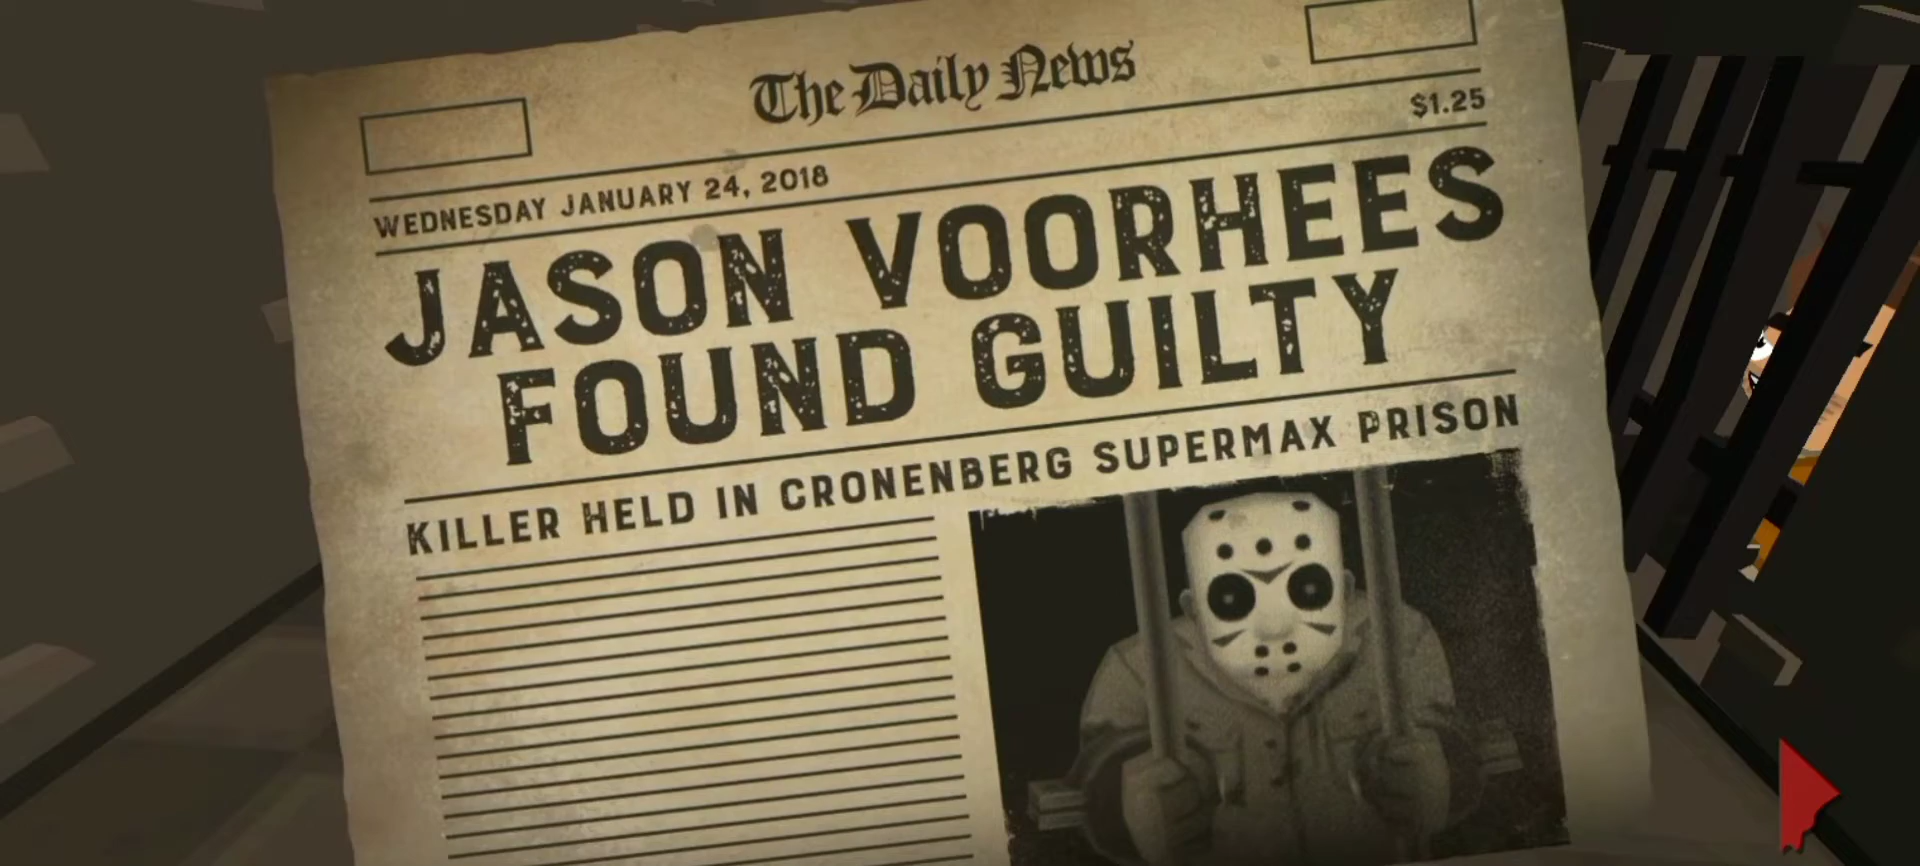 The Daily News
$1.25
WEDNESDAY JANUARY 24, 2018
JASON VOORHEES
FOUND GUILTY
KILLER HELD IN CRONENBERG SUPERMAX PRISON